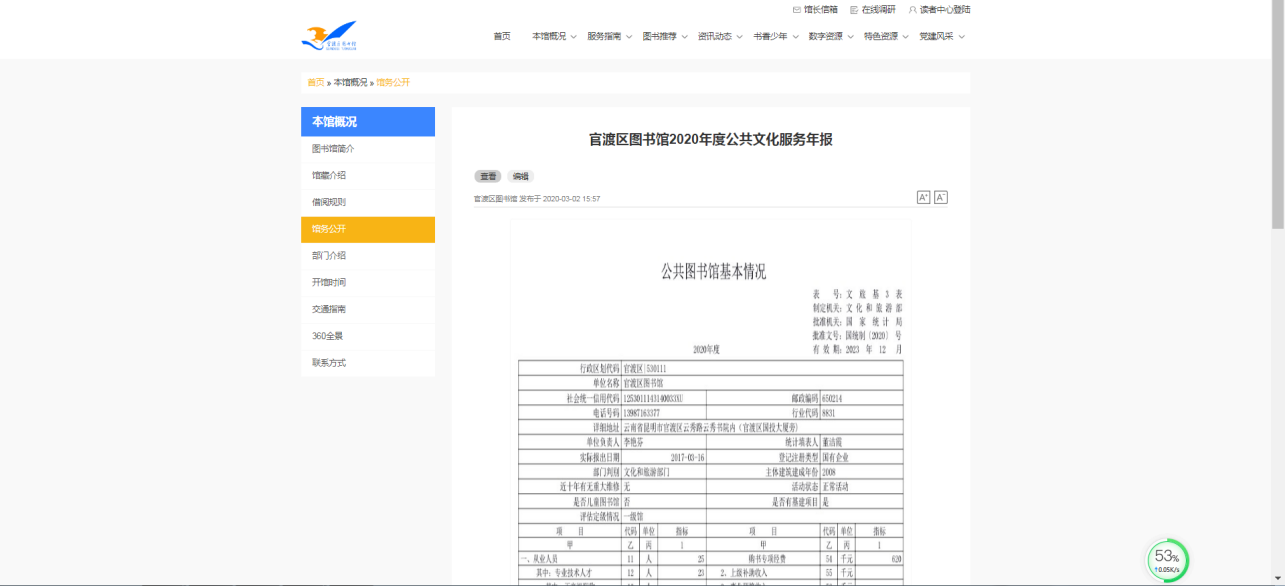 馆长信箱 在线调研 读者中心登陆
首页 本馆概况 服务指南 图书推荐 资讯动态 书香少年 数字资源 特色资源 党建风采
首页 » 本馆概况 » 馆务公开
本馆概况
图书馆简介
馆藏介绍
借阅规则
馆务公开
部门介绍
开馆时间
交通指南
360全景
联系方式
官渡区图书馆2020年度公共文化服务年报
查看 编辑
官渡区图书馆 发布于 2020-03-02 15:57
A+ A-
公共图书馆基本情况
表 号: 文 旅 基 3 表
制定机关: 文 化 和 旅 游 部
批准机关: 国 家 统 计 局
批准文号: 国统制〔2020〕 号
2020年度 有 效 期: 2023 年 12 月
行政区划代码 官渡区|530111
单位名称 官渡区图书馆
社会统一信用代码 邮政编码 650214
电话号码 13987163377 行业代码 8831
详细地址 云南省昆明市官渡区云秀路云秀书院内（官渡区国投大厦旁）
单位负责人 李艳芬 统计填表人 董洁霞
实际报出日期 2017-03-16 登记注册类型 国有企业
部门判别 文化和旅游部门 主体建筑建成年份 2008
近十年有无重大维修 无 活动状态 正常活动
是否儿童图书馆 否 是否有基建项目 是
评估定级情况 一级馆
项 目 代码 单位 指标 项 目 代码 单位 指标
甲 乙 丙 1 甲 乙 丙 1
一、从业人员 11 人 25 购书专项经费 54 千元 620
其中: 专业技术人才 12 人 23 2. 上级补助收入 55 千元
53%
↑0.05K/s